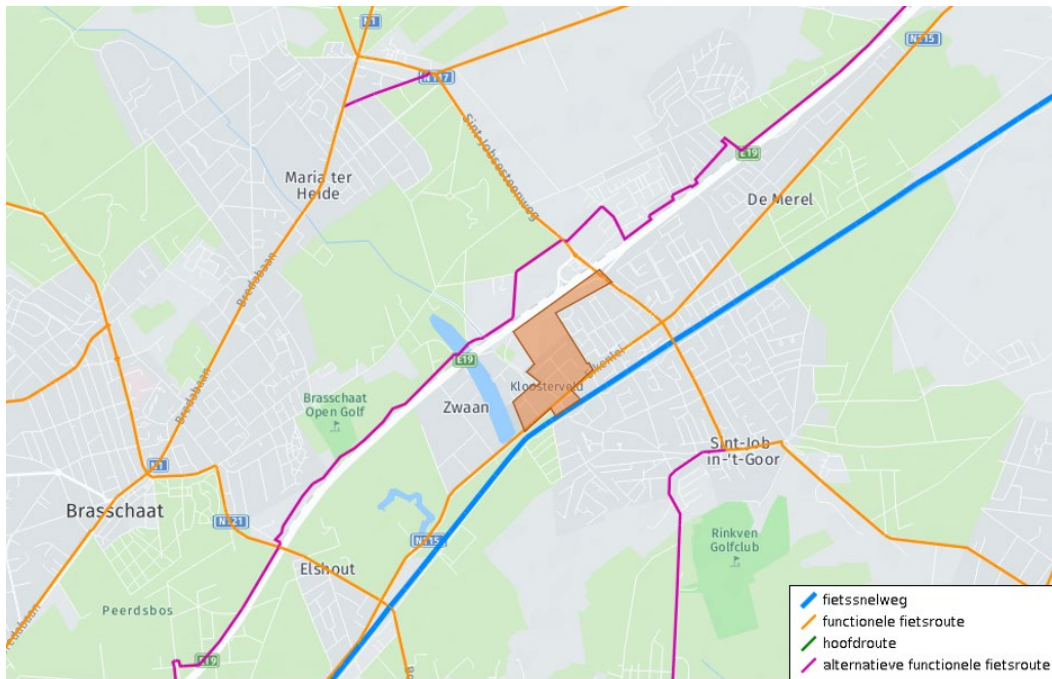 N1
N115
N117
Sint-Jobsesteenweg
E19
Maria ter
Heide
De Merel
Bredabaan
E19
Kloosterveld
Brasschaat
Open Golf
Zwaan
Bredabaan
Sint-Job
in-'t-Goor
N1
Brasschaat
N121
N115
Rinkven
Golfclub
Elshout
Peerdsbos
E19
fietssnelweg
functionele fietsroute
hoofdroute
alternatieve functionele fietsroute